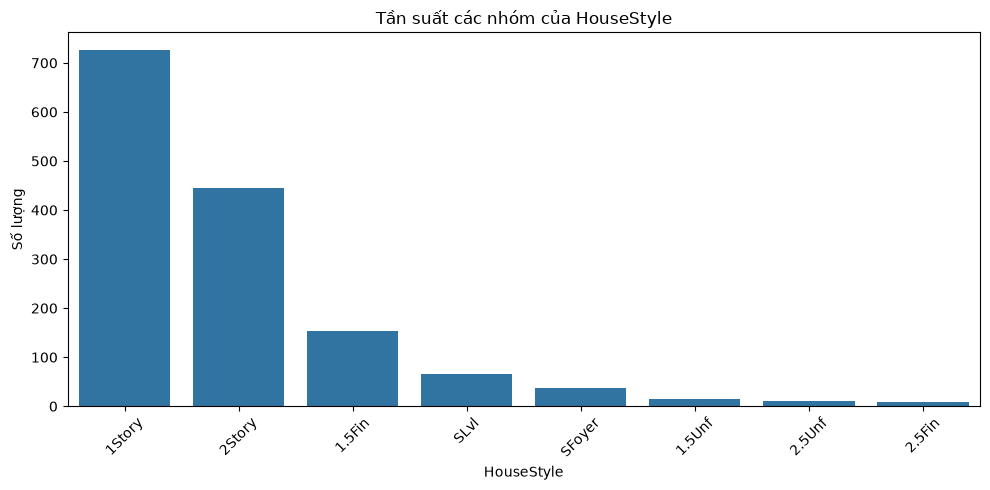 Tần suất các nhóm của HouseStyle
Số lượng
700
600
500
400
300
200
100
0
1Story
2Story
1.5Fin
SLvl
SFoyer
1.5Unf
2.5Unf
2.5Fin
HouseStyle